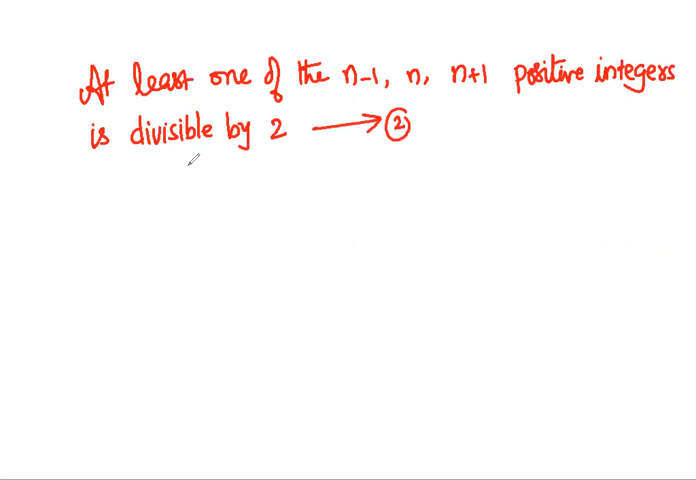 At least one of the n-1, n, n+1 positive integers
is divisible by 2 ⟶ ②